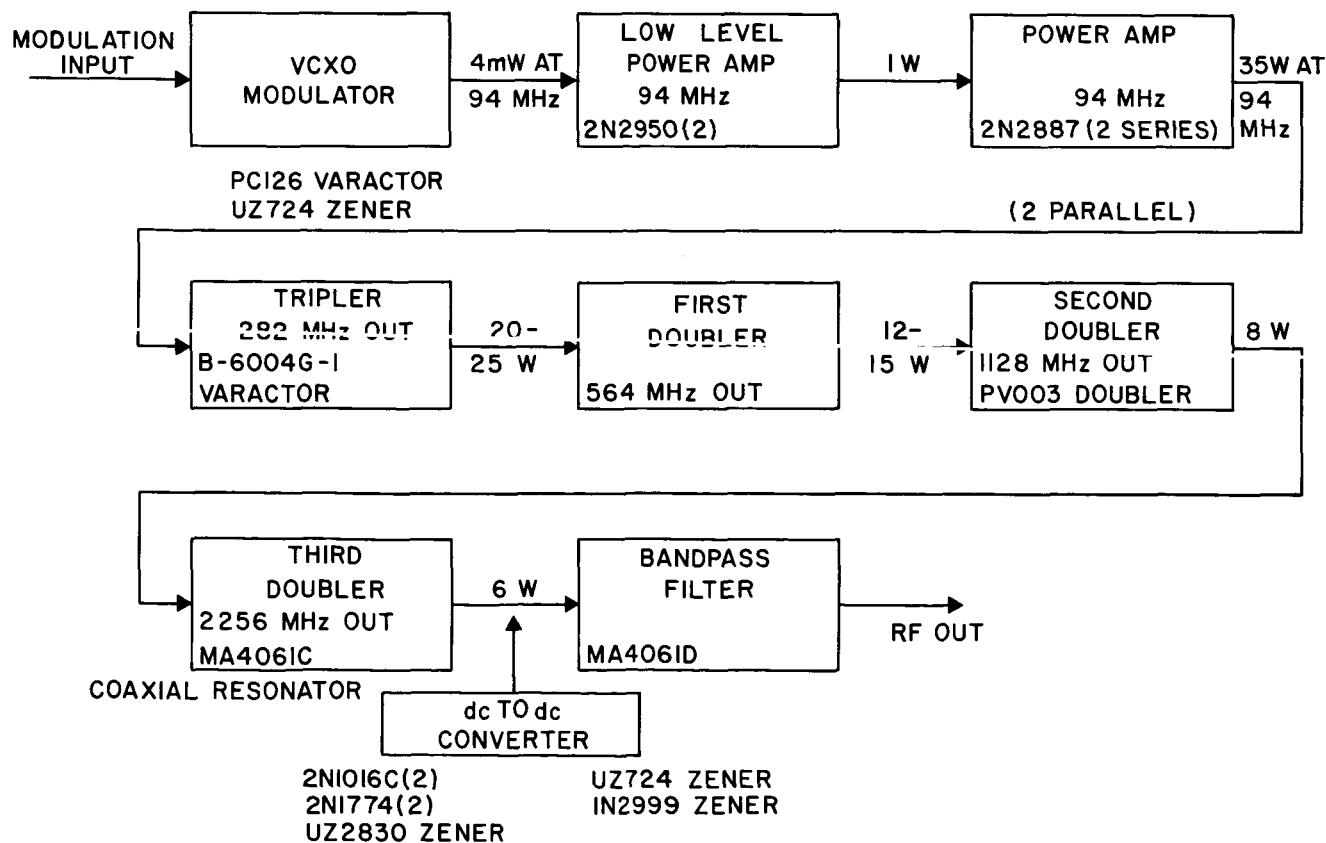 MODULATION
INPUT
VCXO
MODULATOR
4mW AT
94 MHz
LOW LEVEL
POWER AMP
94 MHz
2N2950(2)
1 W
POWER AMP
94 MHz
2N2887 (2 SERIES)
35W AT
94
MHz
PC126 VARACTOR
UZ724 ZENER
(2 PARALLEL)
TRIPLER
282 MHz OUT
B-6004G-1
VARACTOR
20-
25 W
FIRST
DOUBLER
564 MHz OUT
12-
15 W
SECOND
DOUBLER
1128 MHz OUT
PV003 DOUBLER
8 W
THIRD
DOUBLER
2256 MHz OUT
MA4061C
COAXIAL RESONATOR
6 W
BANDPASS
FILTER
MA4061D
RF OUT
dc TO dc
CONVERTER
2N1016C(2)
2N1774(2)
UZ2830 ZENER
UZ724 ZENER
IN2999 ZENER